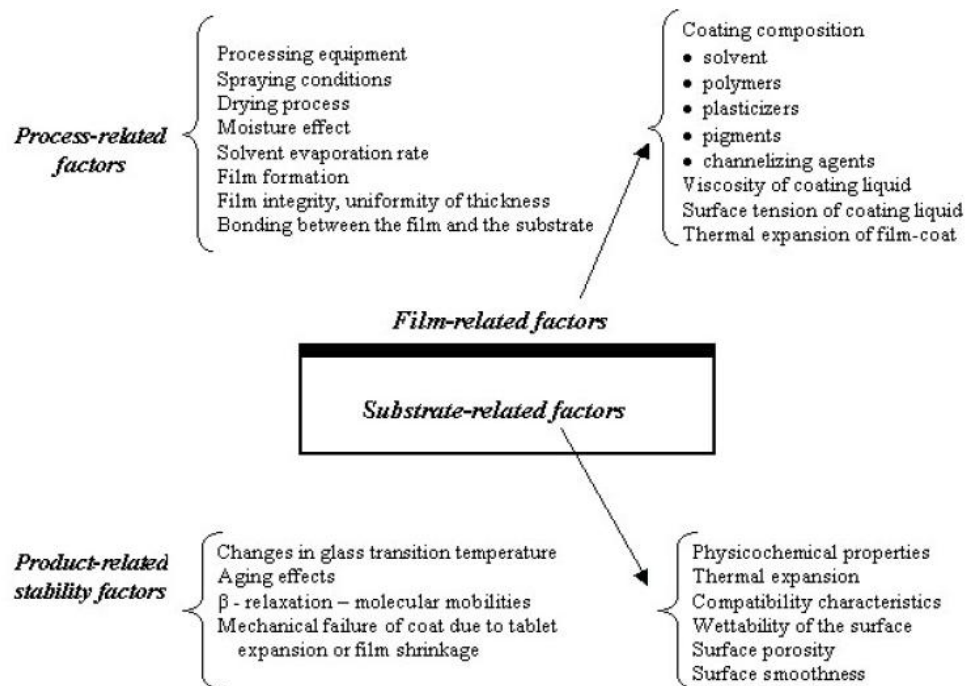 Process-related
factors
Processing equipment
Spraying conditions
Drying process
Moisture effect
Solvent evaporation rate
Film formation
Film integrity, uniformity of thickness
Bonding between the film and the substrate
Coating composition
• solvent
• polymers
• plasticizers
• pigments
• channelizing agents
Viscosity of coating liquid
Surface tension of coating liquid
Thermal expansion of film-coat
Film-related factors
Substrate-related factors
Product-related
stability factors
Changes in glass transition temperature
Aging effects
β - relaxation – molecular mobilities
Mechanical failure of coat due to tablet
expansion or film shrinkage
Physicochemical properties
Thermal expansion
Compatibility characteristics
Wettability of the surface
Surface porosity
Surface smoothness